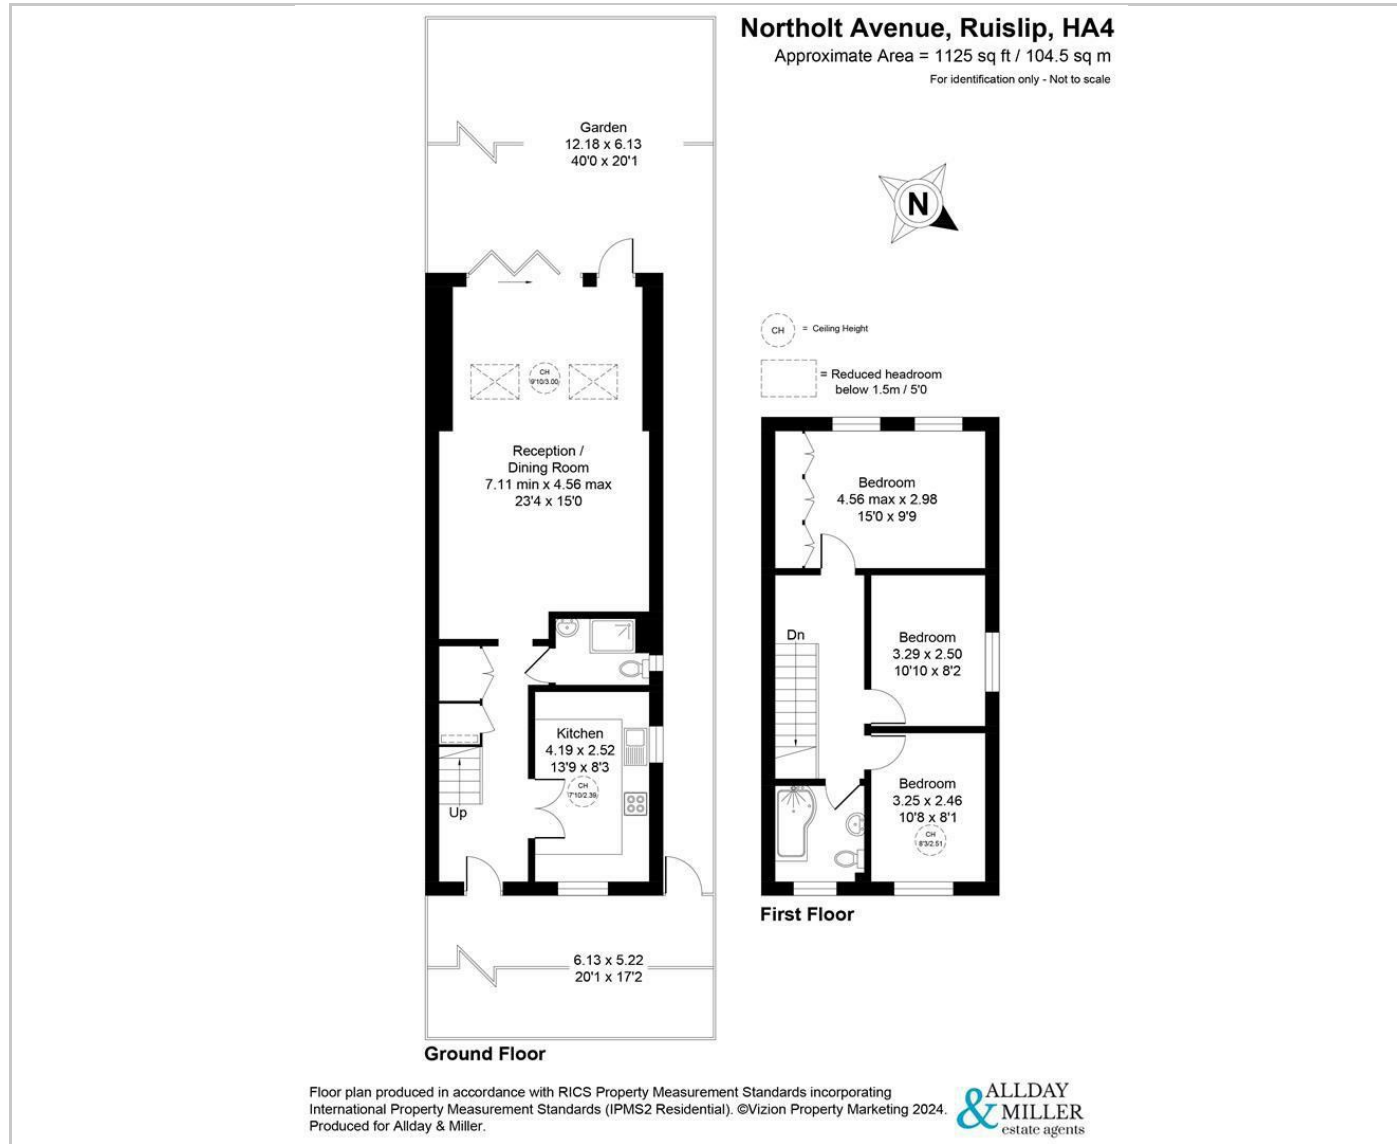 Northolt Avenue, Ruislip, HA4
Approximate Area = 1125 sq ft / 104.5 sq m
For identification only - Not to scale
Garden
12.18 x 6.13
40'0 x 20'1
N
CH = Ceiling Height
= Reduced headroom
below 1.5m / 5'0
CH
9'10/3.00
Reception /
Dining Room
7.11 min x 4.56 max
23'4 x 15'0
Kitchen
4.19 x 2.52
13'9 x 8'3
CH
7'10/2.39
Up
6.13 x 5.22
20'1 x 17'2
Ground Floor
Bedroom
4.56 max x 2.98
15'0 x 9'9
Dn
Bedroom
3.29 x 2.50
10'10 x 8'2
Bedroom
3.25 x 2.46
10'8 x 8'1
CH
8'3/2.51
First Floor
Floor plan produced in accordance with RICS Property Measurement Standards incorporating
International Property Measurement Standards (IPMS2 Residential). ©Vizion Property Marketing 2024.
Produced for Allday & Miller.
ALLDAY
& MILLER
estate agents